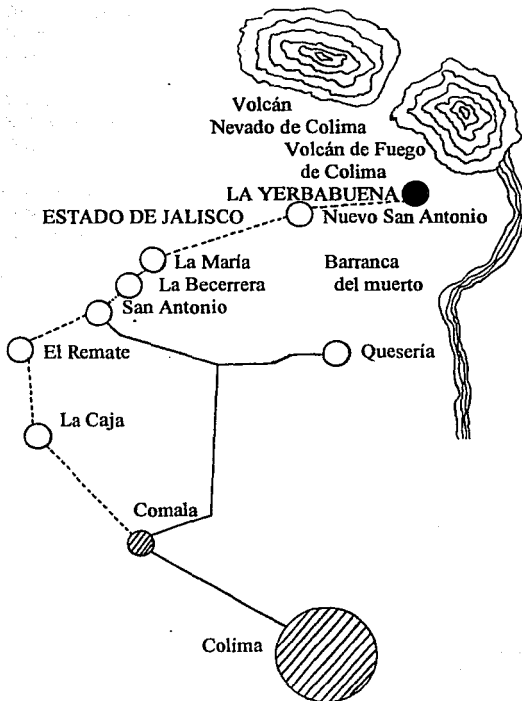 Volcán
Nevado de Colima
Volcán de Fuego
de Colima
LA YERBABUENA
ESTADO DE JALISCO
Nuevo San Antonio
La María
Barranca
del muerto
La Becerrera
San Antonio
El Remate
Quesería
La Caja
Comala
Colima